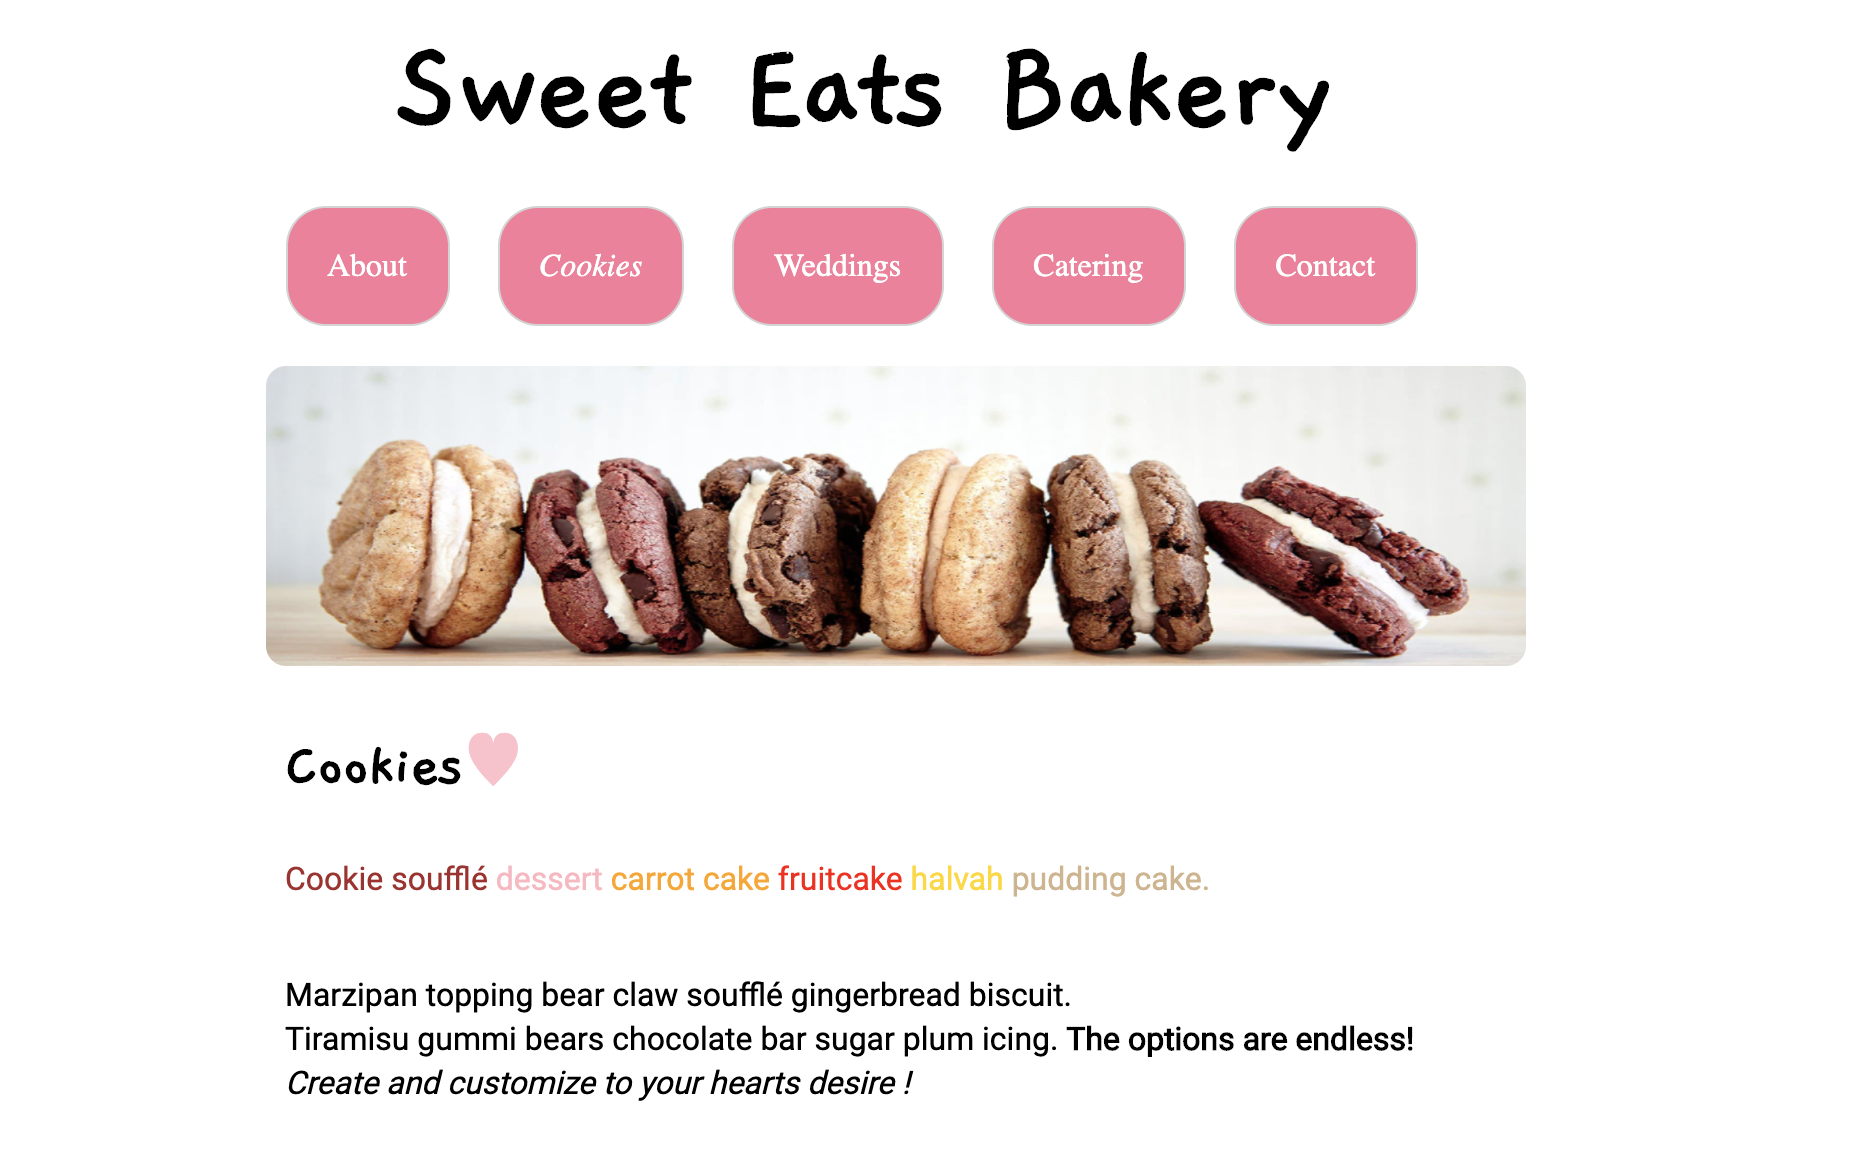 Sweet Eats Bakery
About Cookies Weddings Catering Contact
Cookies
Cookie soufflé dessert carrot cake fruitcake halvah pudding cake.
Marzipan topping bear claw soufflé gingerbread biscuit.
Tiramisu gummi bears chocolate bar sugar plum icing. The options are endless!
Create and customize to your hearts desire !